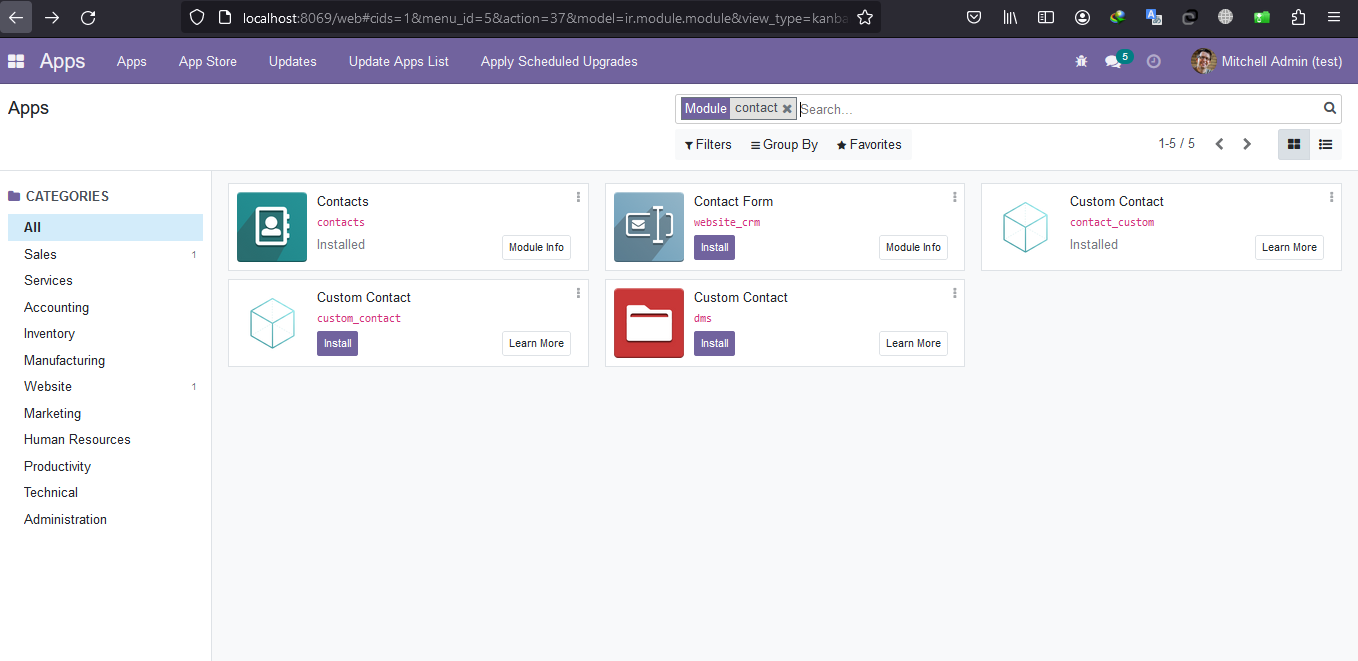 localhost:8069/web#cids=1&menu_id=5&action=37&model=ir.module.module&view_type=kanba
Apps Apps App Store Updates Update Apps List Apply Scheduled Upgrades 5 Mitchell Admin (test)
Apps
Module contact Search...
Filters Group By Favorites 1-5 / 5
CATEGORIES
All
Sales 1
Services
Accounting
Inventory
Manufacturing
Website 1
Marketing
Human Resources
Productivity
Technical
Administration
Contacts
contacts
Installed Module Info
Contact Form
website_crm
Install Module Info
Custom Contact
contact_custom
Installed Learn More
Custom Contact
custom_contact
Install Learn More
Custom Contact
dms
Install Learn More